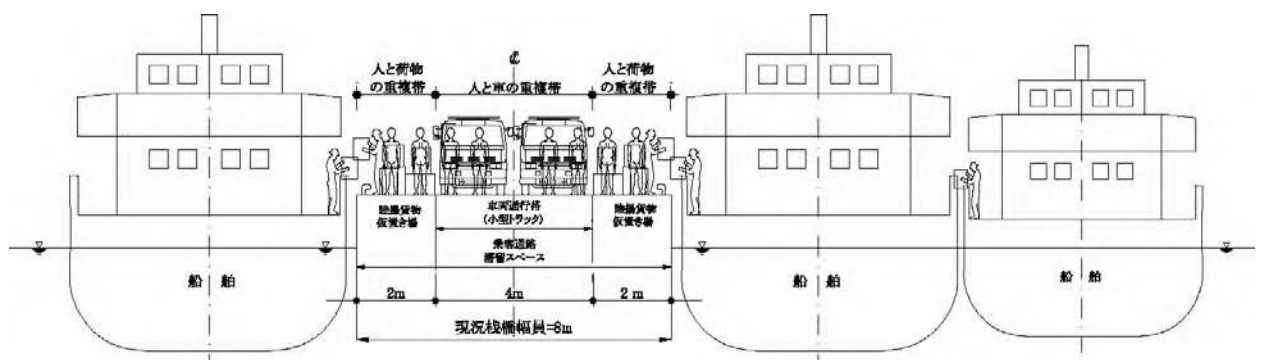 ℄
人と荷物
の重複帯
人と車の重複帯
人と荷物
の重複帯
陸揚貨物
仮置き場
車両通行帯
(小型トラック)
陸揚貨物
仮置き場
乗客道路
滞留スペース
船舶
船舶
船舶
2m
4m
2m
現況桟橋幅員=8m